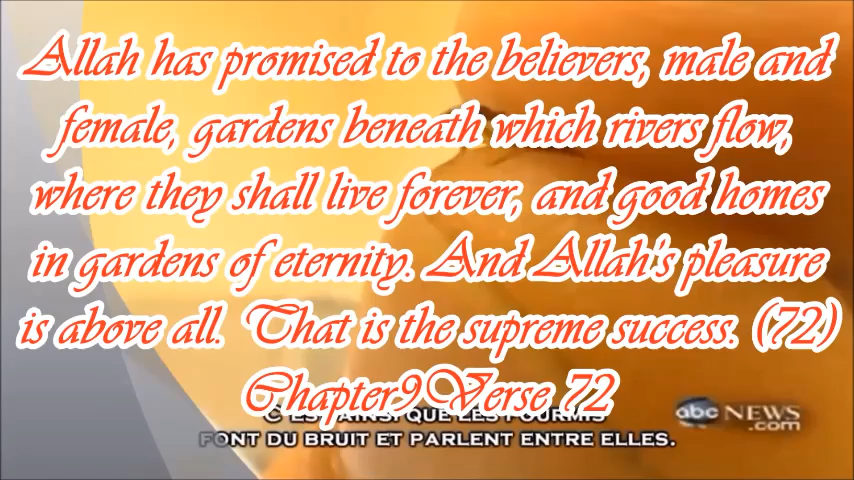 Allah has promised to the believers, male and
female, gardens beneath which rivers flow,
where they shall live forever, and good homes
in gardens of eternity. And Allah's pleasure
is above all. That is the supreme success. (72)
Chapter9Verse 72
C'EST AINSI QUE LES FOURMIS
FONT DU BRUIT ET PARLENT ENTRE ELLES.
abc NEWS
.com